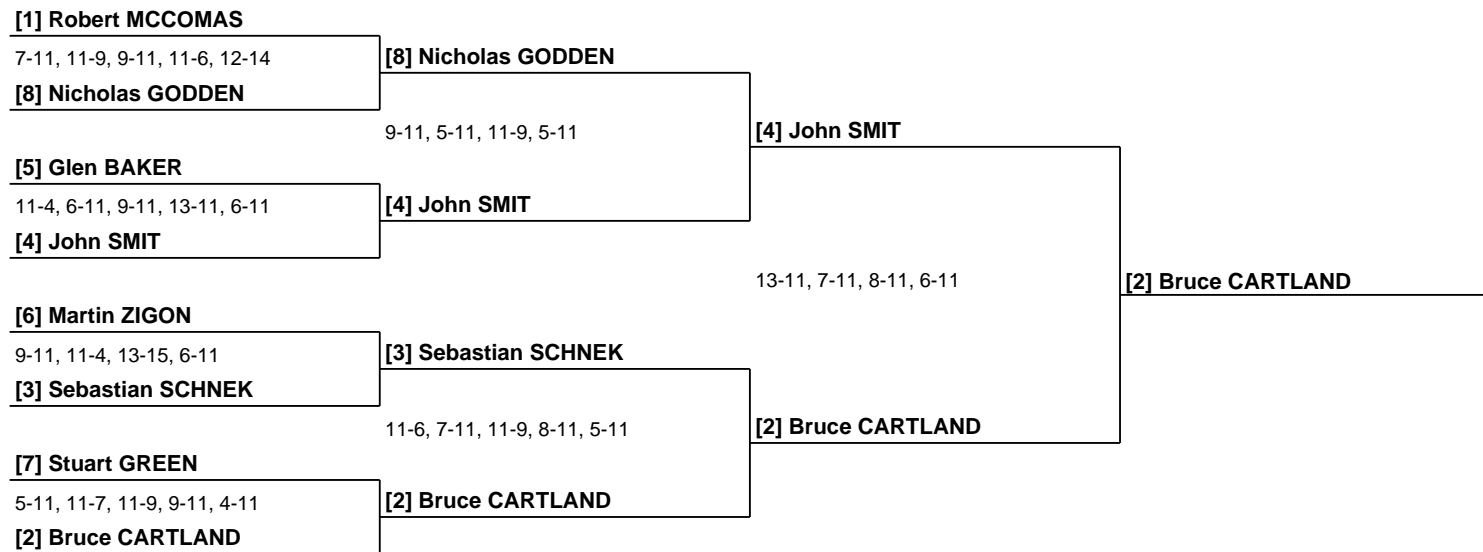 [1] Robert MCCOMAS
7-11, 11-9, 9-11, 11-6, 12-14
[8] Nicholas GODDEN
[8] Nicholas GODDEN
9-11, 5-11, 11-9, 5-11
[4] John SMIT
[5] Glen BAKER
11-4, 6-11, 9-11, 13-11, 6-11
[4] John SMIT
[4] John SMIT
13-11, 7-11, 8-11, 6-11
[2] Bruce CARTLAND
[6] Martin ZIGON
9-11, 11-4, 13-15, 6-11
[3] Sebastian SCHNEK
[3] Sebastian SCHNEK
11-6, 7-11, 11-9, 8-11, 5-11
[2] Bruce CARTLAND
[7] Stuart GREEN
5-11, 11-7, 11-9, 9-11, 4-11
[2] Bruce CARTLAND
[2] Bruce CARTLAND